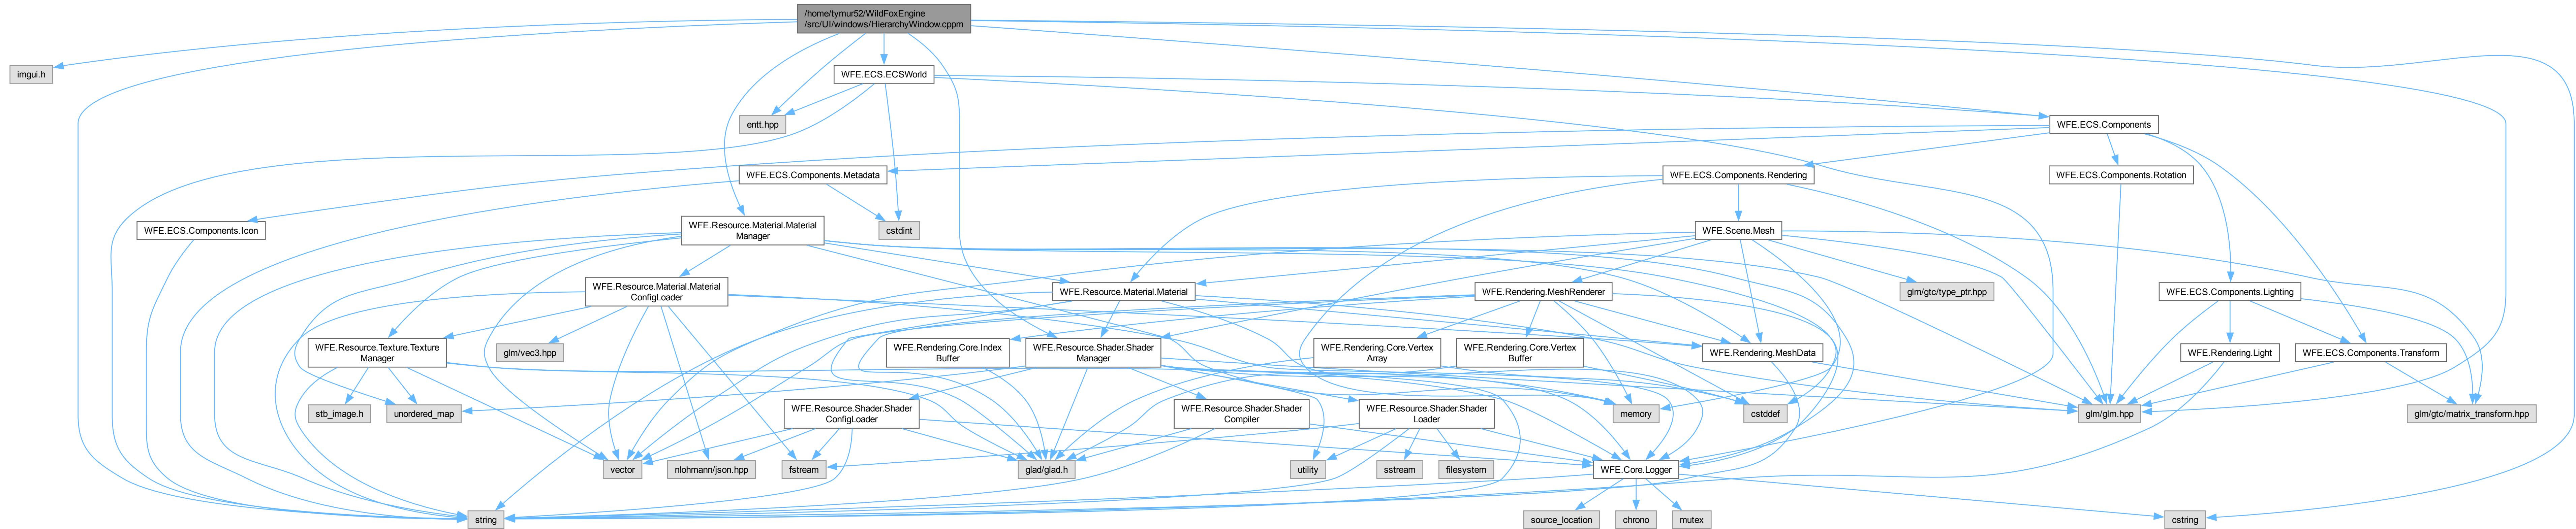 /home/tymur52/WildFoxEngine
/src/UI/windows/HierarchyWindow.cppm
imgui.h
WFE.ECS.ECSWorld
entt.hpp
WFE.ECS.Components
WFE.ECS.Components.Metadata
WFE.ECS.Components.Rendering
WFE.ECS.Components.Rotation
WFE.ECS.Components.Icon
WFE.Resource.Material.Material
Manager
cstdint
WFE.Scene.Mesh
WFE.Resource.Material.Material
ConfigLoader
WFE.Resource.Material.Material
WFE.Rendering.MeshRenderer
glm/gtc/type_ptr.hpp
WFE.ECS.Components.Lighting
WFE.Resource.Texture.Texture
Manager
glm/vec3.hpp
WFE.Rendering.Core.Index
Buffer
WFE.Resource.Shader.Shader
Manager
WFE.Rendering.Core.Vertex
Array
WFE.Rendering.Core.Vertex
Buffer
WFE.Rendering.MeshData
WFE.Rendering.Light
WFE.ECS.Components.Transform
stb_image.h
unordered_map
WFE.Resource.Shader.Shader
ConfigLoader
WFE.Resource.Shader.Shader
Compiler
WFE.Resource.Shader.Shader
Loader
memory
cstddef
glm/glm.hpp
glm/gtc/matrix_transform.hpp
vector
nlohmann/json.hpp
fstream
glad/glad.h
utility
sstream
filesystem
WFE.Core.Logger
string
source_location
chrono
mutex
cstring